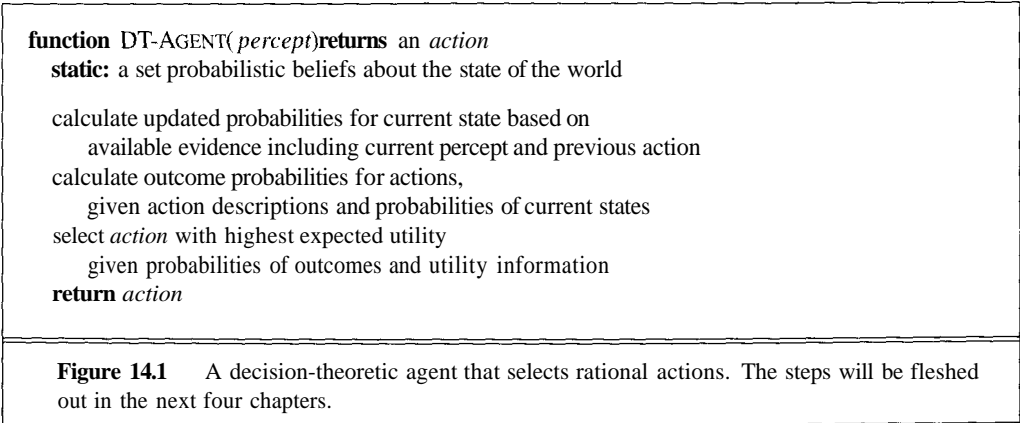 function DT-AGENT(percept)returns an action
static: a set probabilistic beliefs about the state of the world
calculate updated probabilities for current state based on
available evidence including current percept and previous action
calculate outcome probabilities for actions,
given action descriptions and probabilities of current states
select action with highest expected utility
given probabilities of outcomes and utility information
return action
Figure 14.1 A decision-theoretic agent that selects rational actions. The steps will be fleshed
out in the next four chapters.